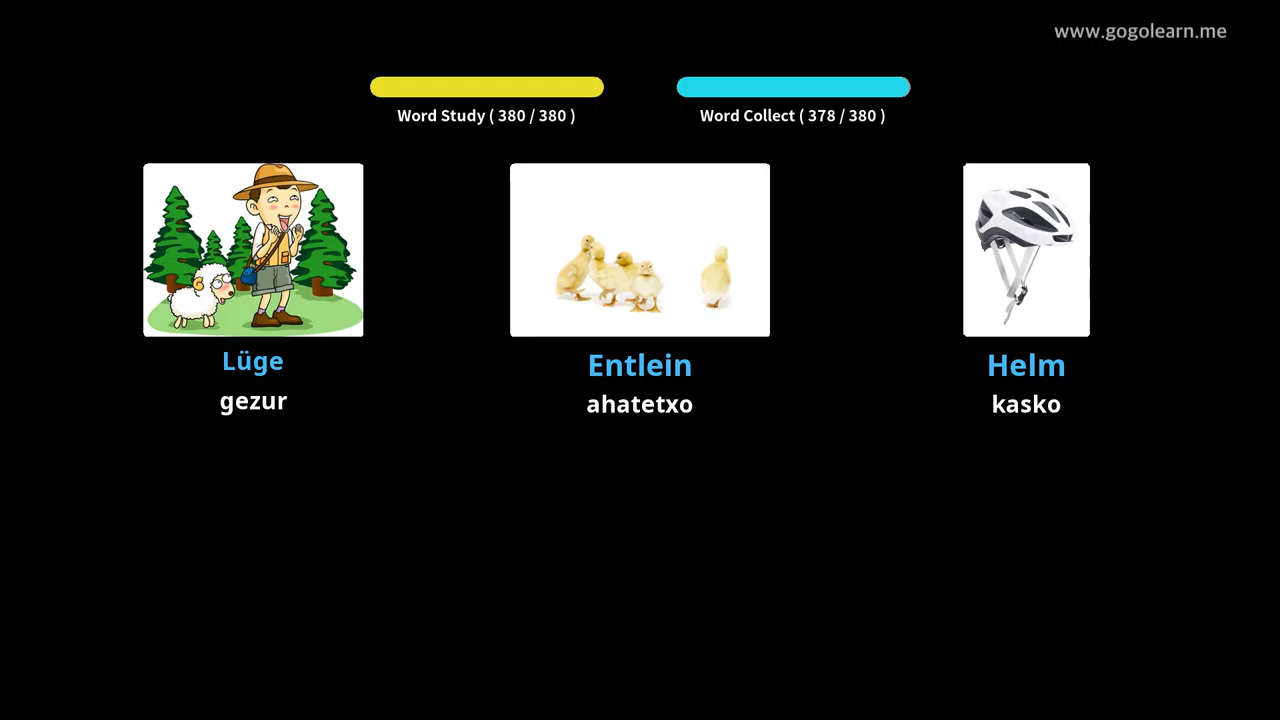 www.gogolearn.me
Word Study ( 380 / 380 )
Word Collect ( 378 / 380 )
Lüge
gezur
Entlein
ahatetxo
Helm
kasko